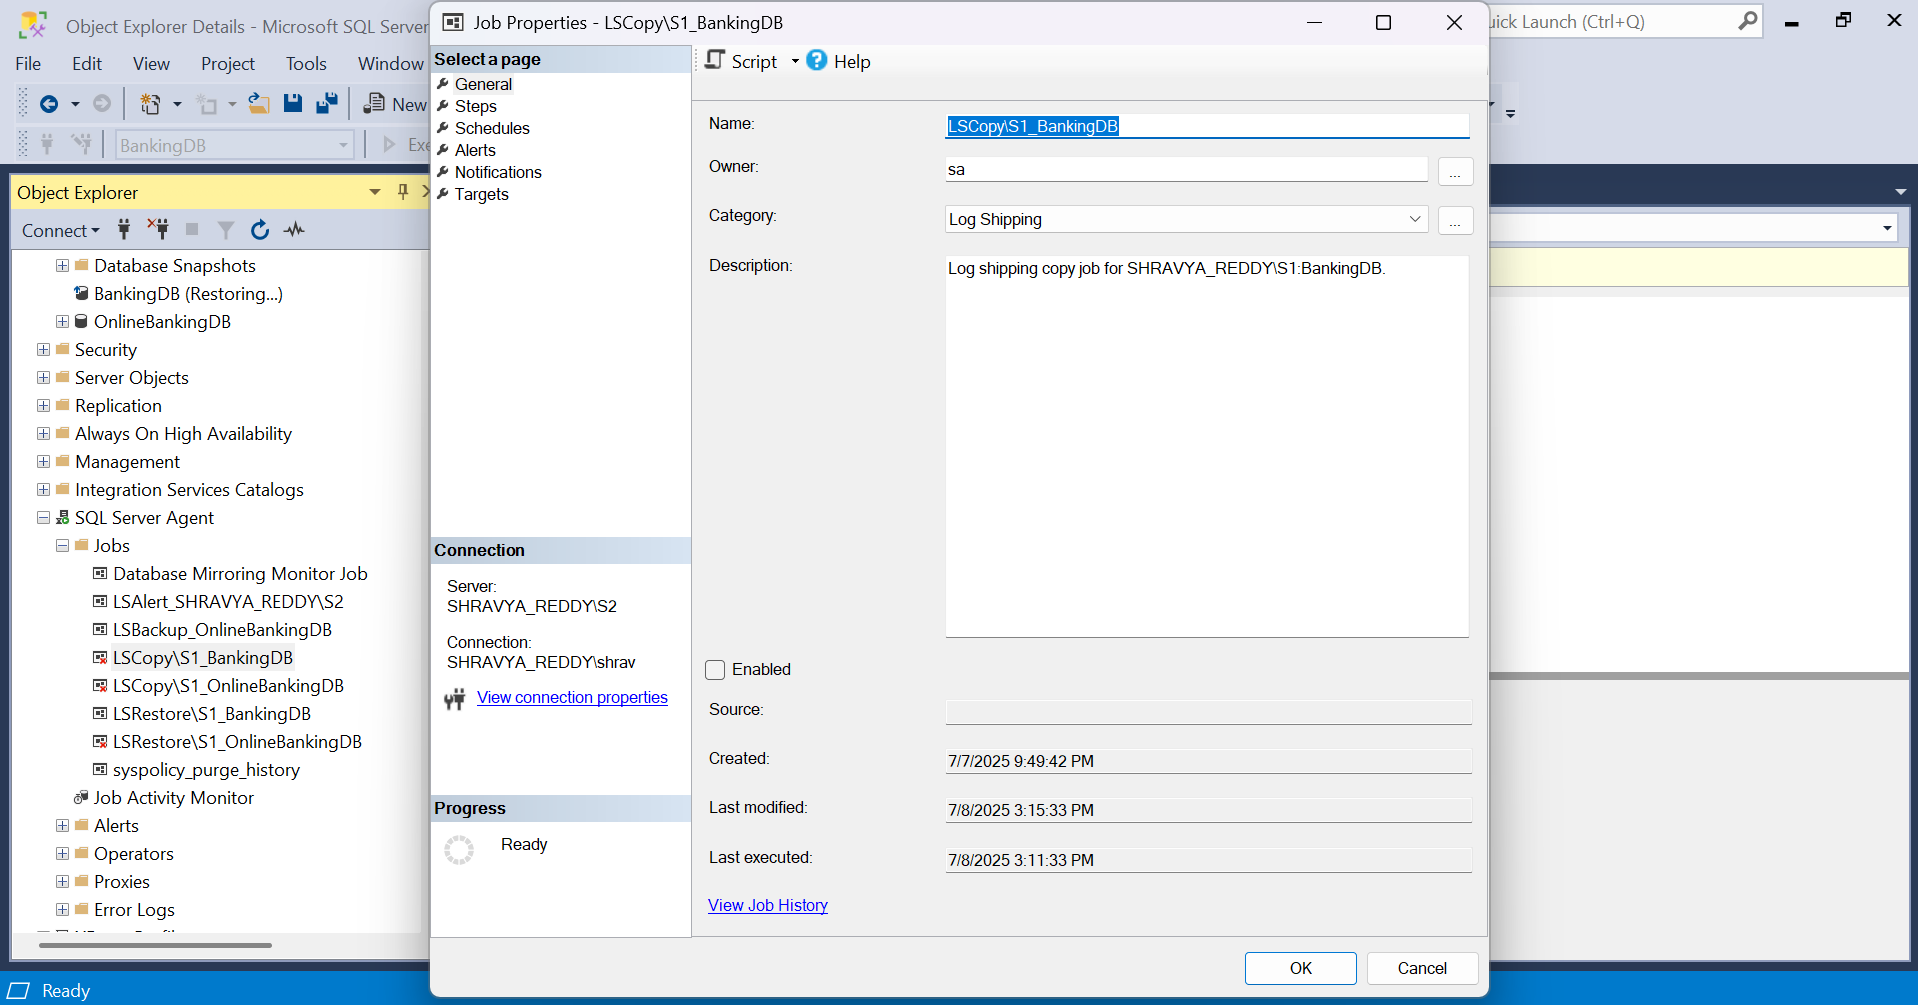 Object Explorer Details - Microsoft SQL Server
uick Launch (Ctrl+Q)
File Edit View Project Tools Window
New
BankingDB
Exe
Object Explorer
Connect
Database Snapshots
BankingDB (Restoring...)
OnlineBankingDB
Security
Server Objects
Replication
Always On High Availability
Management
Integration Services Catalogs
SQL Server Agent
Jobs
Database Mirroring Monitor Job
LSAlert_SHRAVYA_REDDY\S2
LSBackup_OnlineBankingDB
LSCopy\S1_BankingDB
LSCopy\S1_OnlineBankingDB
LSRestore\S1_BankingDB
LSRestore\S1_OnlineBankingDB
syspolicy_purge_history
Job Activity Monitor
Alerts
Operators
Proxies
Error Logs
Ready
Job Properties - LSCopy\S1_BankingDB
Select a page
General
Steps
Schedules
Alerts
Notifications
Targets
Connection
Server:
SHRAVYA_REDDY\S2
Connection:
SHRAVYA_REDDY\shrav
View connection properties
Progress
Ready
Script ? Help
Name: LSCopy\S1_BankingDB
Owner: sa ...
Category: Log Shipping ...
Description: Log shipping copy job for SHRAVYA_REDDY\S1:BankingDB.
Enabled
Source:
Created: 7/7/2025 9:49:42 PM
Last modified: 7/8/2025 3:15:33 PM
Last executed: 7/8/2025 3:11:33 PM
View Job History
OK Cancel